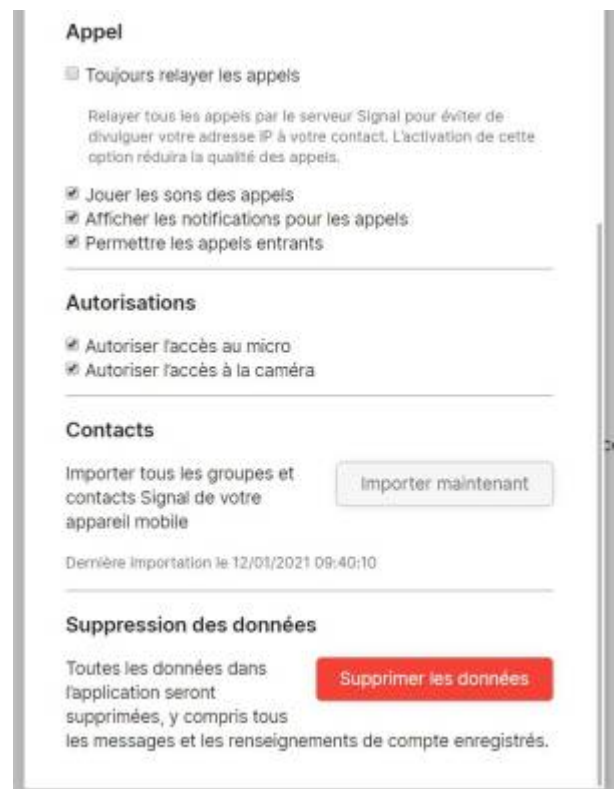 Appel
Toujours relayer les appels
Relayer tous les appels par le serveur Signal pour éviter de
divulguer votre adresse IP à votre contact. L'activation de cette
option réduira la qualité des appels.
Jouer les sons des appels
Afficher les notifications pour les appels
Permettre les appels entrants
Autorisations
Autoriser l'accès au micro
Autoriser l'accès à la caméra
Contacts
Importer tous les groupes et
contacts Signal de votre
appareil mobile
Importer maintenant
Dernière importation le 12/01/2021 09:40:10
Suppression des données
Toutes les données dans
l'application seront
supprimées, y compris tous
les messages et les renseignements de compte enregistrés.
Supprimer les données